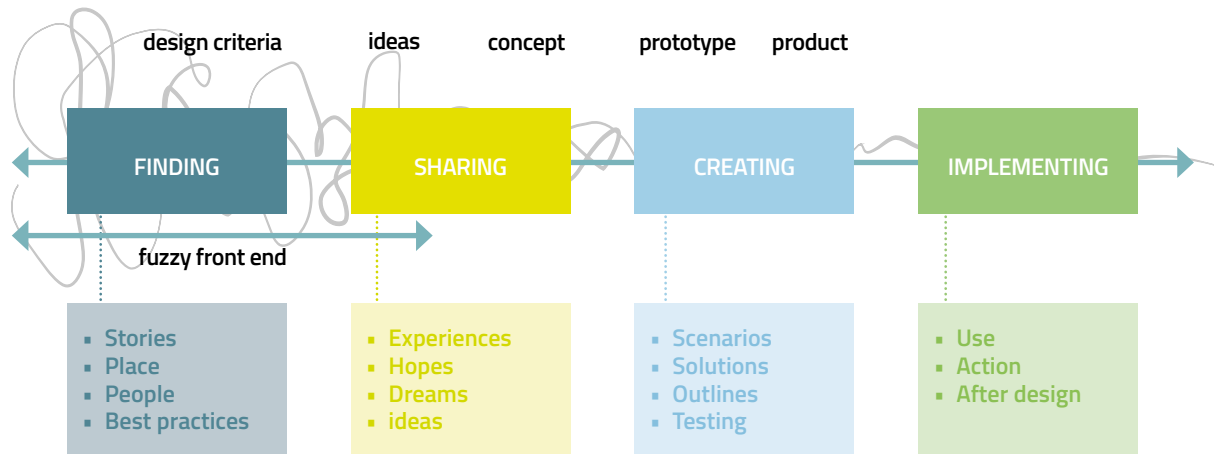 design criteria ideas concept prototype product
FINDING SHARING CREATING IMPLEMENTING
fuzzy front end
▪ Stories
▪ Place
▪ People
▪ Best practices
▪ Experiences
▪ Hopes
▪ Dreams
▪ ideas
▪ Scenarios
▪ Solutions
▪ Outlines
▪ Testing
▪ Use
▪ Action
▪ After design